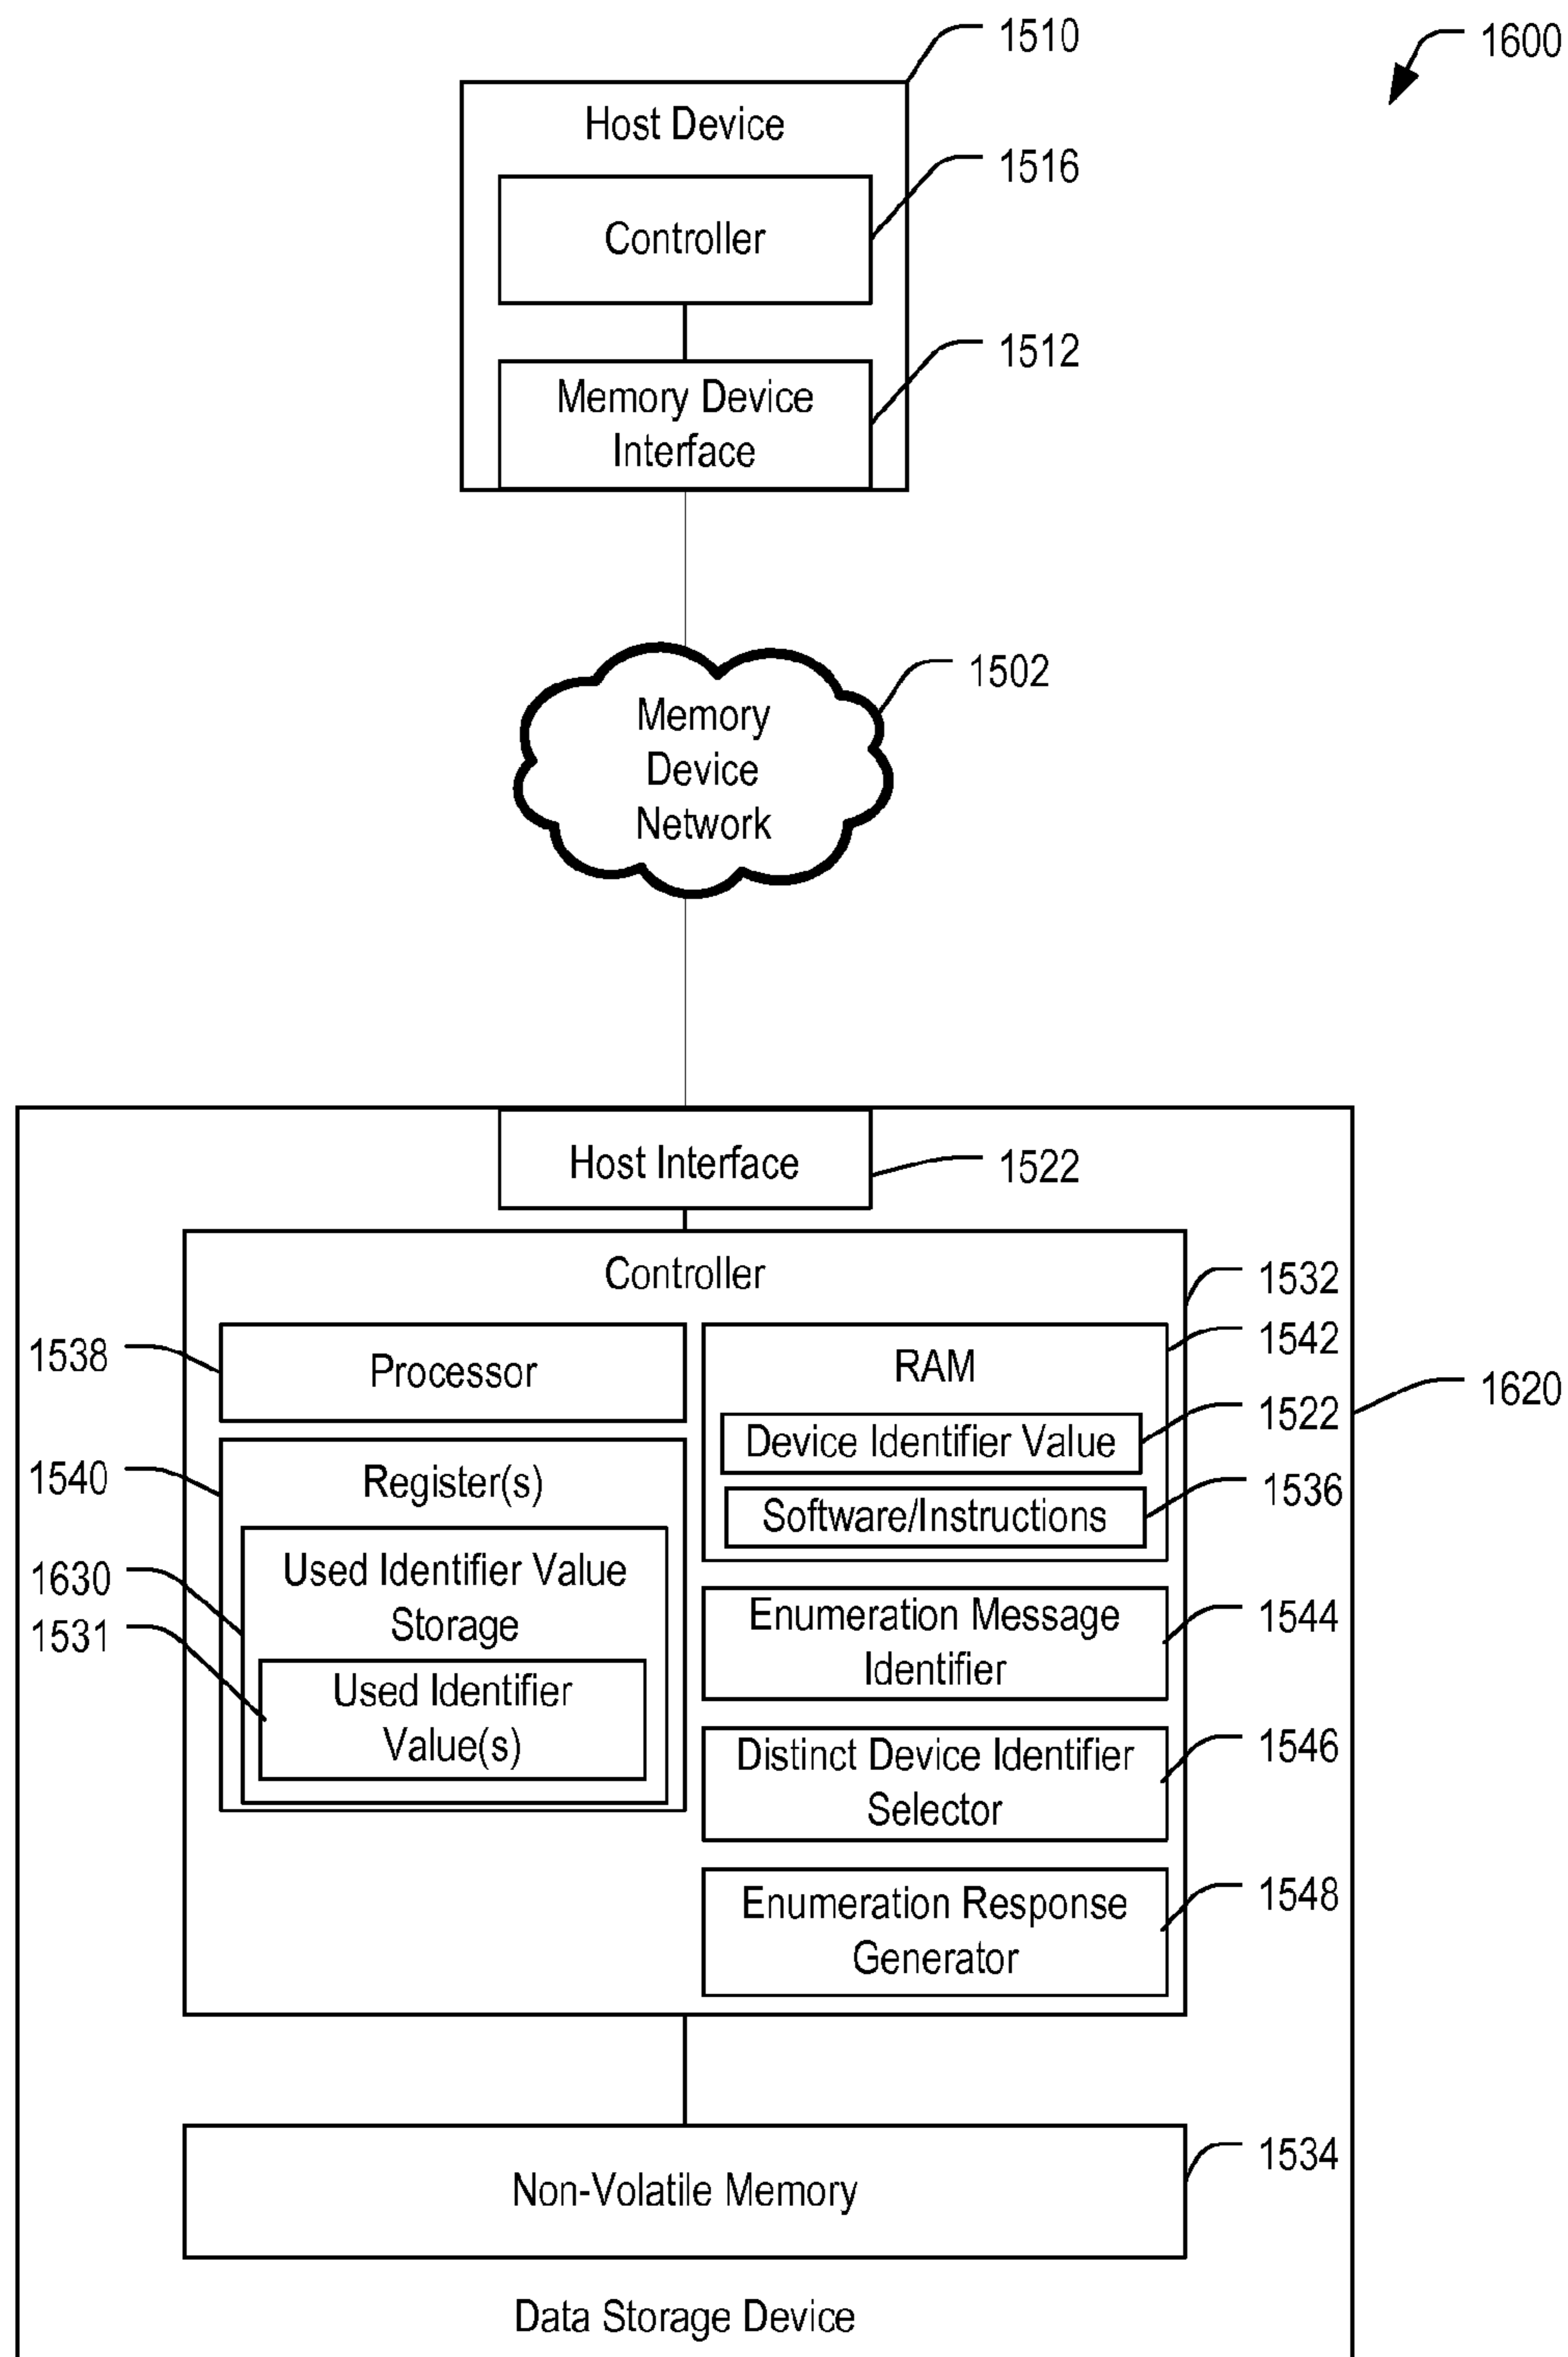 1600
1510
Host Device
1516
Controller
1512
Memory Device
Interface
1502
Memory
Device
Network
Host Interface
1522
Controller
1532
1538
Processor
1542
RAM
1620
1522
Device Identifier Value
1540
Register(s)
1536
Software/Instructions
1630
Used Identifier Value
Storage
1531
Used Identifier
Value(s)
Enumeration Message
Identifier
1544
Distinct Device Identifier
Selector
1546
Enumeration Response
Generator
1548
Non-Volatile Memory
1534
Data Storage Device